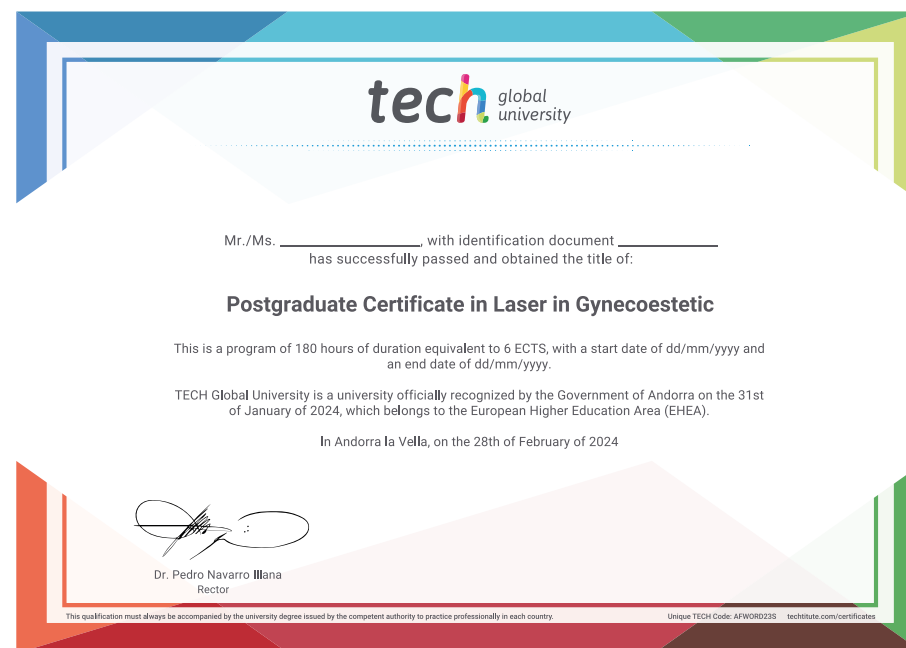 tech global
university
Mr./Ms. ____________________, with identification document ______________
has successfully passed and obtained the title of:
Postgraduate Certificate in Laser in Gynecoestetic
This is a program of 180 hours of duration equivalent to 6 ECTS, with a start date of dd/mm/yyyy and
an end date of dd/mm/yyyy.
TECH Global University is a university officially recognized by the Government of Andorra on the 31st
of January of 2024, which belongs to the European Higher Education Area (EHEA).
In Andorra la Vella, on the 28th of February of 2024
Dr. Pedro Navarro Illana
Rector
This qualification must always be accompanied by the university degree issued by the competent authority to practice professionally in each country.
Unique TECH Code: AFWORD23S techtitute.com/certificates